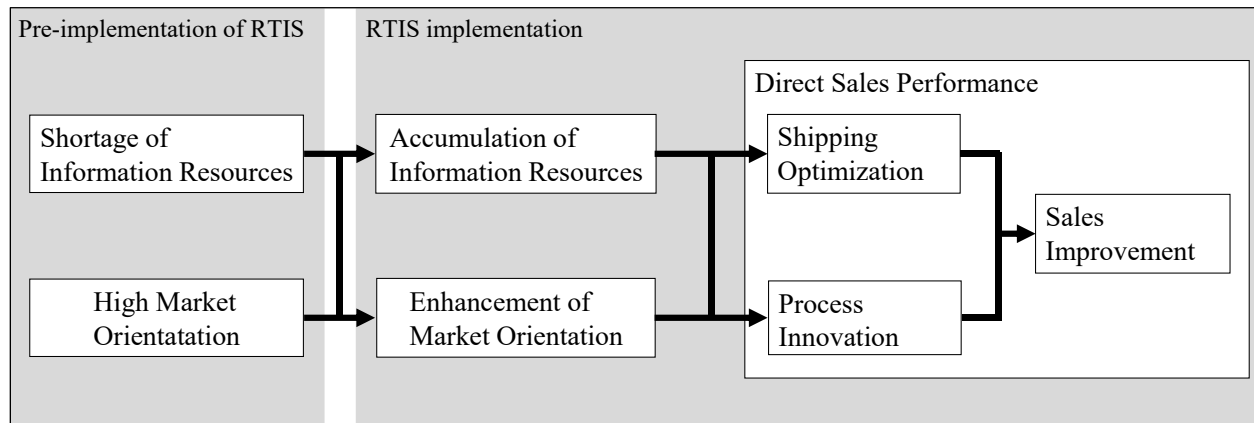 Pre-implementation of RTIS
RTIS implementation
Direct Sales Performance
Shortage of
Information Resources
Accumulation of
Information Resources
Shipping
Optimization
Sales
Improvement
High Market
Orientatation
Enhancement of
Market Orientation
Process
Innovation